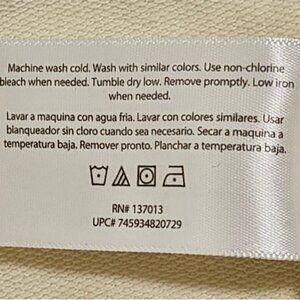 Machine wash cold. Wash with similar colors. Use non-chlorine
bleach when needed. Tumble dry low. Remove promptly. Low iron
when needed.
Lavar a maquina con agua fria. Lavar con colores similares. Usar
blanqueador sin cloro cuando sea necesario. Secar a maquina a
temperatura baja. Remover pronto. Planchar a temperatura baja.
RN# 137013
UPC# 745934820729